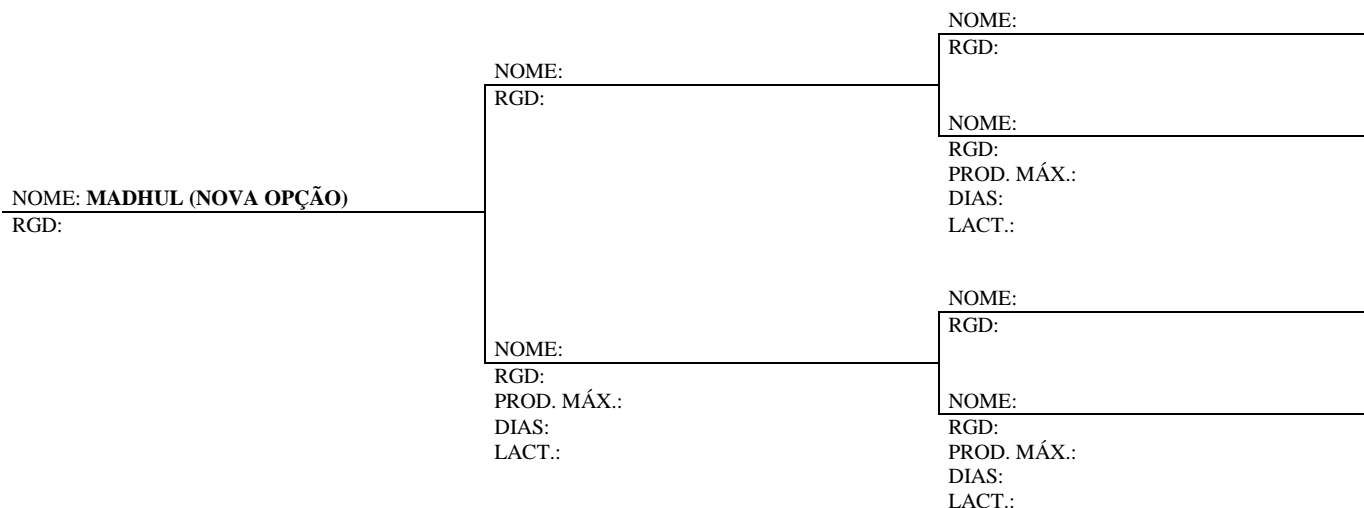 NOME: MADHUL (NOVA OPÇÃO)
RGD:
NOME:
RGD:
NOME:
RGD:
PROD. MÁX.:
DIAS:
LACT.:
NOME:
RGD:
NOME:
RGD:
PROD. MÁX.:
DIAS:
LACT.:
NOME:
RGD:
NOME:
RGD:
PROD. MÁX.:
DIAS:
LACT.: